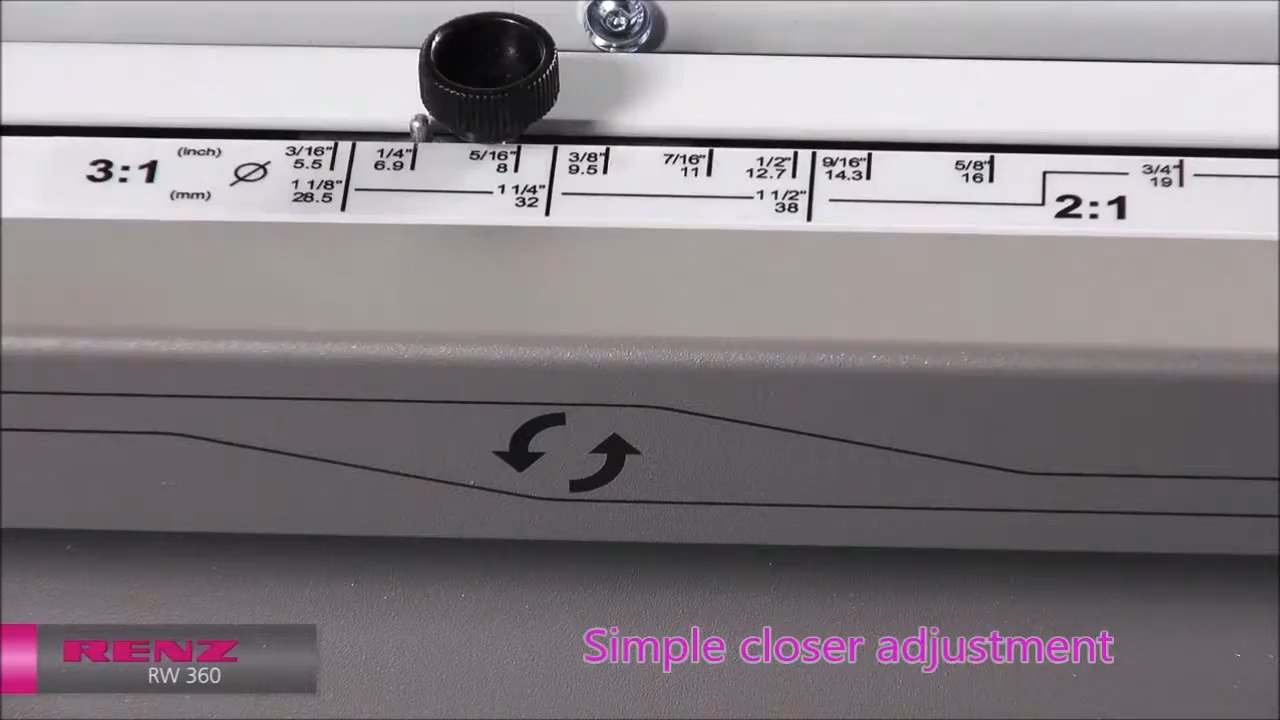 3:1 (inch) Ø 3/16" 1/4" 5/16" 3/8" 7/16" 1/2" 9/16" 5/8" 3/4"
5.5 6.9 8 9.5 11 12.7 14.3 16 19
(mm) 1 1/8" 1 1/4" 1 1/2" 2:1
28.5 32 38
Simple closer adjustment
RENZ
RW 360